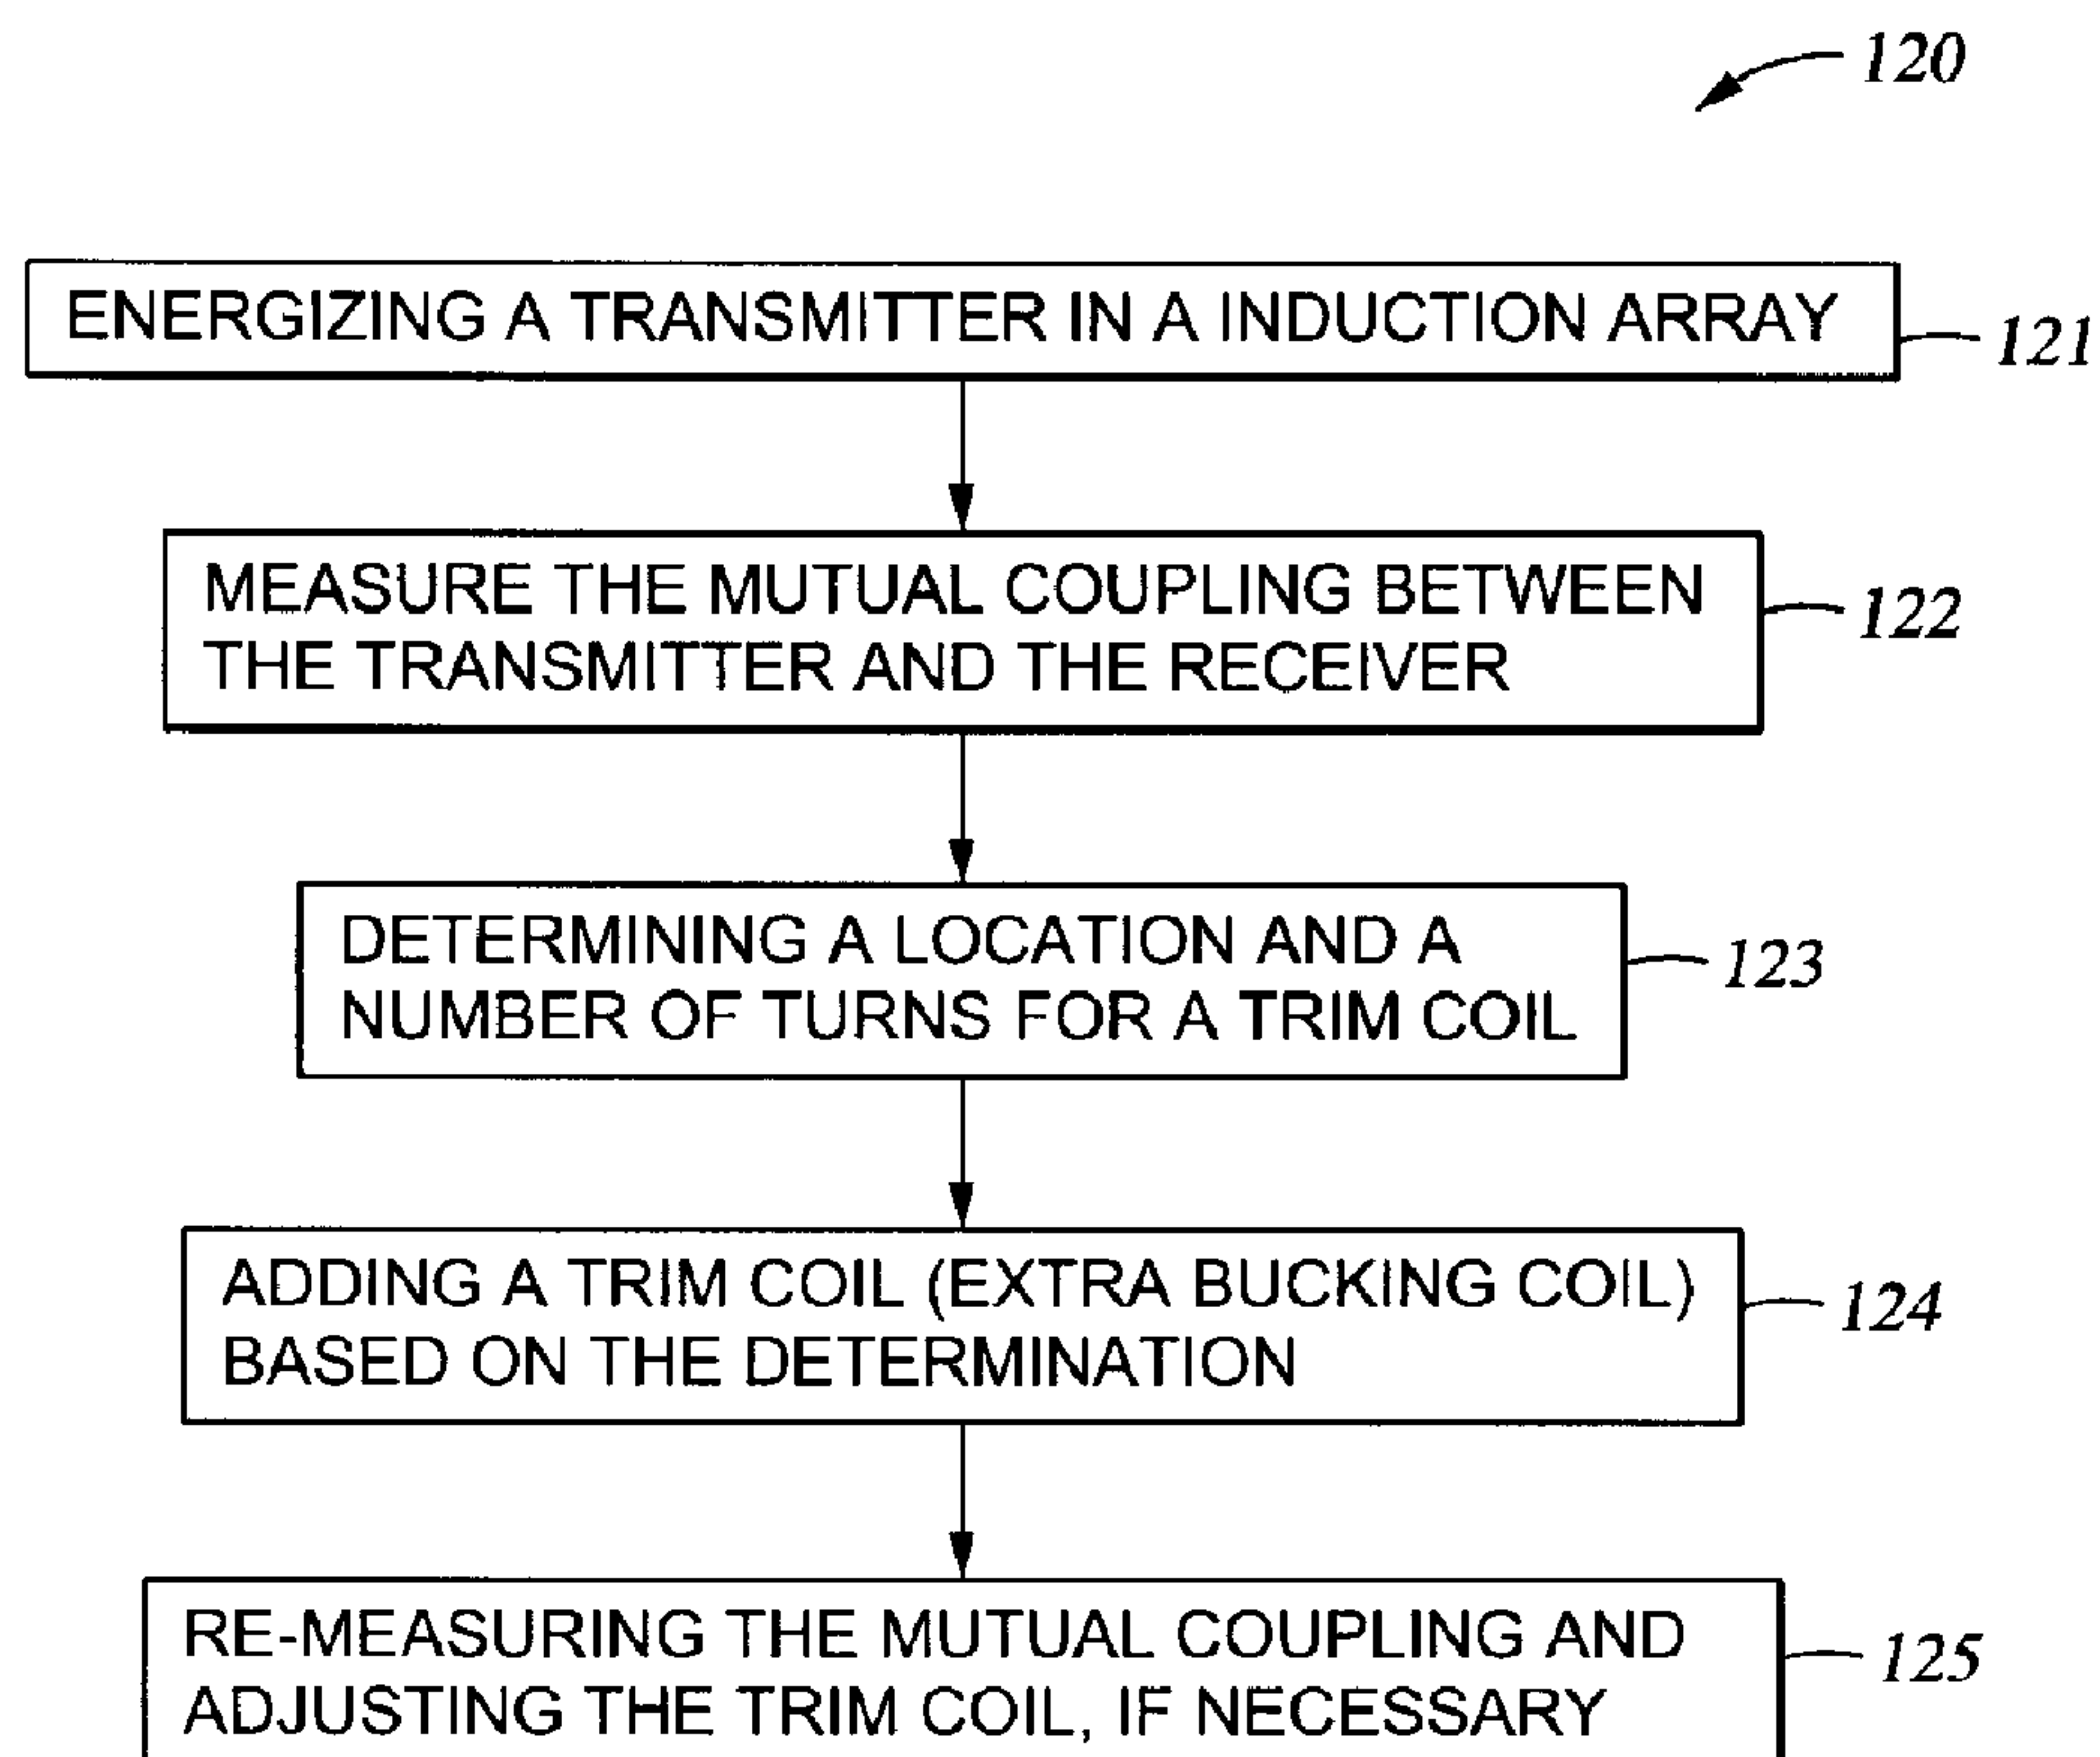 120
ENERGIZING A TRANSMITTER IN A INDUCTION ARRAY
121
MEASURE THE MUTUAL COUPLING BETWEEN
THE TRANSMITTER AND THE RECEIVER
122
DETERMINING A LOCATION AND A
NUMBER OF TURNS FOR A TRIM COIL
123
ADDING A TRIM COIL (EXTRA BUCKING COIL)
BASED ON THE DETERMINATION
124
RE-MEASURING THE MUTUAL COUPLING AND
ADJUSTING THE TRIM COIL, IF NECESSARY
125